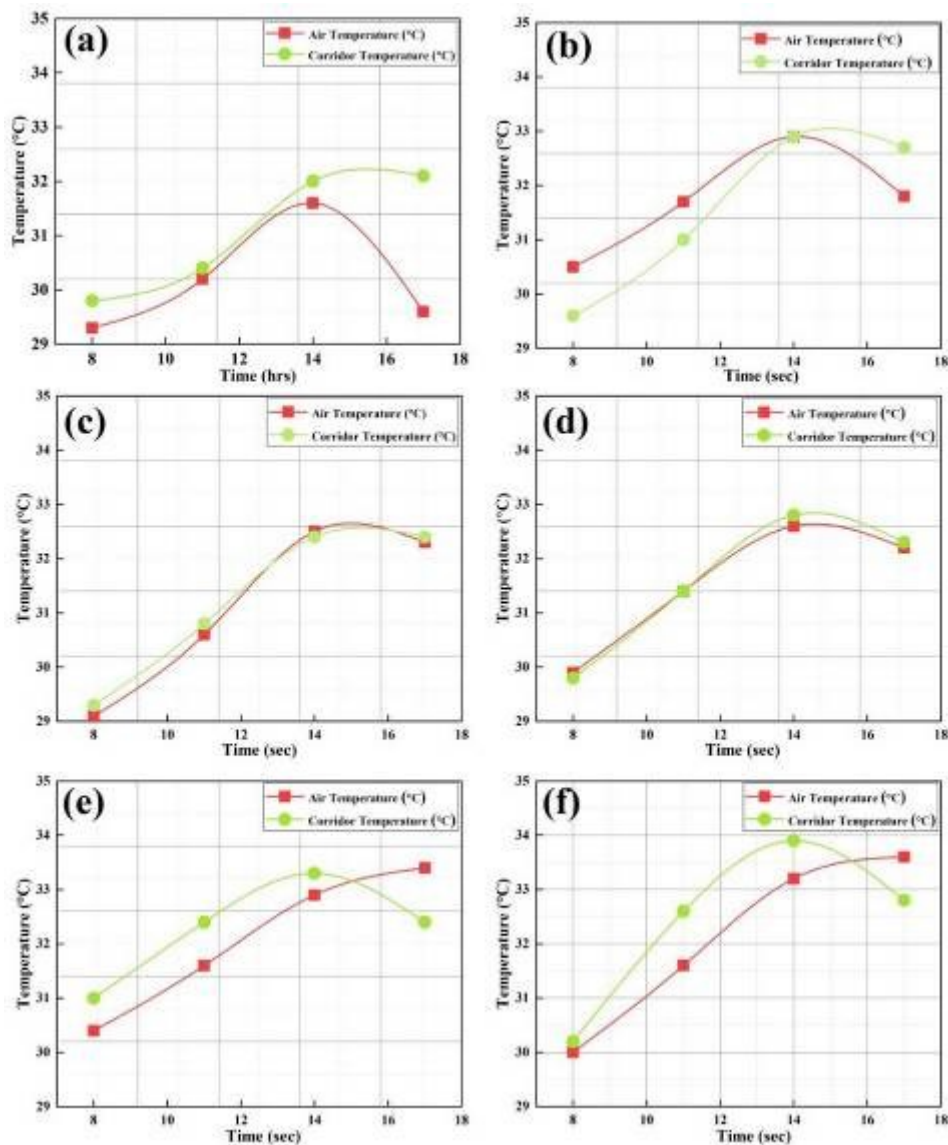 (a)
Air Temperature (°C)
Corridor Temperature (°C)
35
34
33
32
31
30
29
Temperature (°C)
8 10 12 14 16 18
Time (hrs)
(b)
Air Temperature (°C)
Corridor Temperature (°C)
35
34
33
32
31
30
29
Temperature (°C)
8 10 12 14 16 18
Time (sec)
(c)
Air Temperature (°C)
Corridor Temperature (°C)
35
34
33
32
31
30
29
Temperature (°C)
8 10 12 14 16 18
Time (sec)
(d)
Air Temperature (°C)
Corridor Temperature (°C)
35
34
33
32
31
30
29
Temperature (°C)
8 10 12 14 16 18
Time (sec)
(e)
Air Temperature (°C)
Corridor Temperature (°C)
35
34
33
32
31
30
29
Temperature (°C)
8 10 12 14 16 18
Time (sec)
(f)
Air Temperature (°C)
Corridor Temperature (°C)
35
34
33
32
31
30
29
Temperature (°C)
8 10 12 14 16 18
Time (sec)